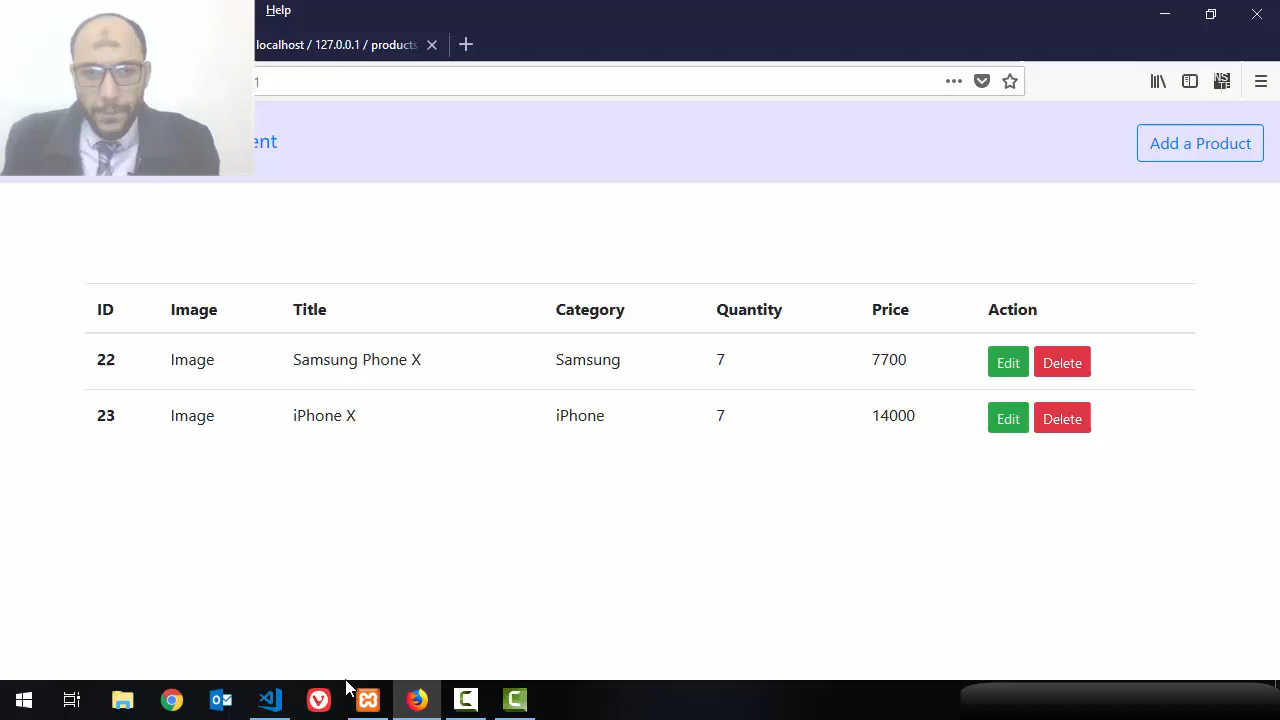 Help
localhost / 127.0.0.1 / products
1
ent
Add a Product
ID Image Title Category Quantity Price Action
22 Image Samsung Phone X Samsung 7 7700 Edit Delete
23 Image iPhone X iPhone 7 14000 Edit Delete